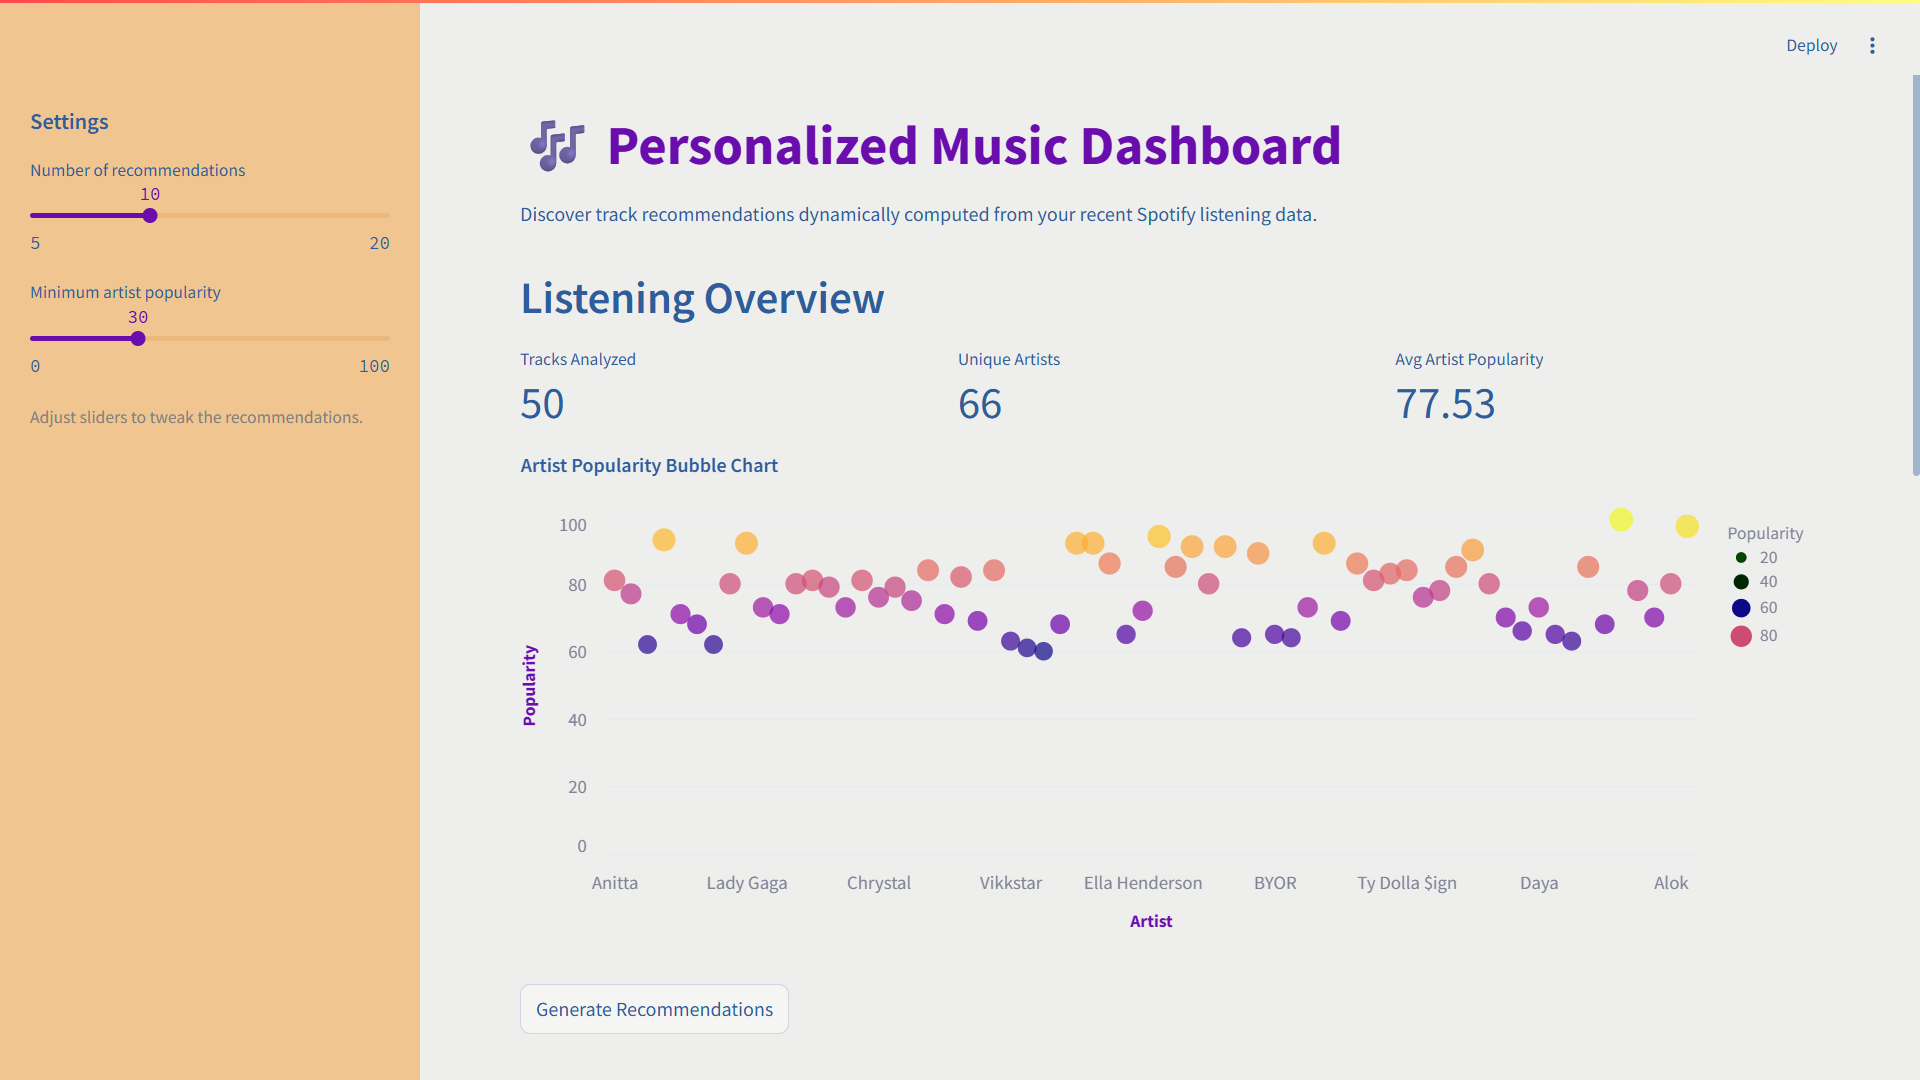 Deploy
Settings
Number of recommendations
10
5 20
Minimum artist popularity
30
0 100
Adjust sliders to tweak the recommendations.
Personalized Music Dashboard
Discover track recommendations dynamically computed from your recent Spotify listening data.
Listening Overview
Tracks Analyzed Unique Artists Avg Artist Popularity
50 66 77.53
Artist Popularity Bubble Chart
Popularity
100
80
60
40
20
0
Anitta Lady Gaga Chrystal Vikkstar Ella Henderson BYOR Ty Dolla $ign Daya Alok
Artist
Popularity
20
40
60
80
Generate Recommendations